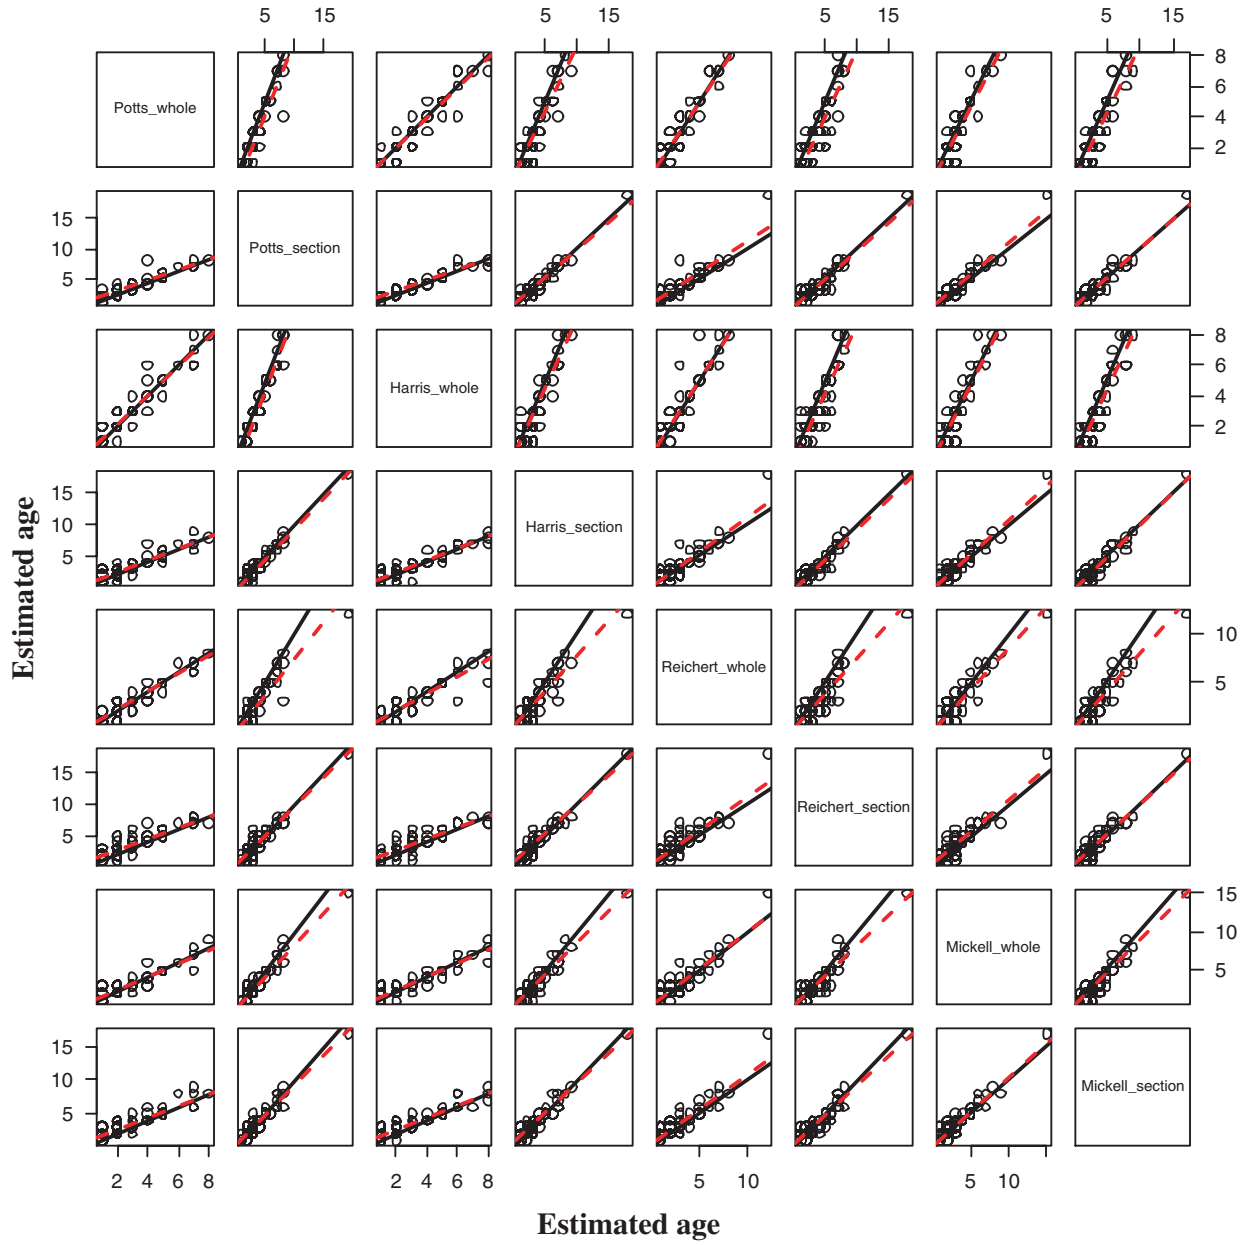 5 15 5 15 5 15 5 15
Potts_whole
8
6
4
2
15
10
5
Potts_section
Harris_whole
8
6
4
2
15
10
5
Harris_section
Estimated age
Reichert_whole
10
5
15
10
5
Reichert_section
Mickell_whole
15
10
5
15
10
5
Mickell_section
2 4 6 8 2 4 6 8 5 10 5 10
Estimated age